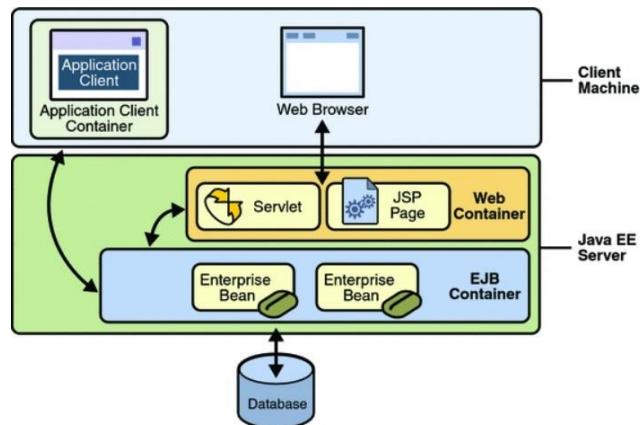 Application
Client
Application Client
Container
Web Browser
Client
Machine
Servlet
JSP
Page
Web
Container
Java EE
Server
Enterprise
Bean
Enterprise
Bean
EJB
Container
Database